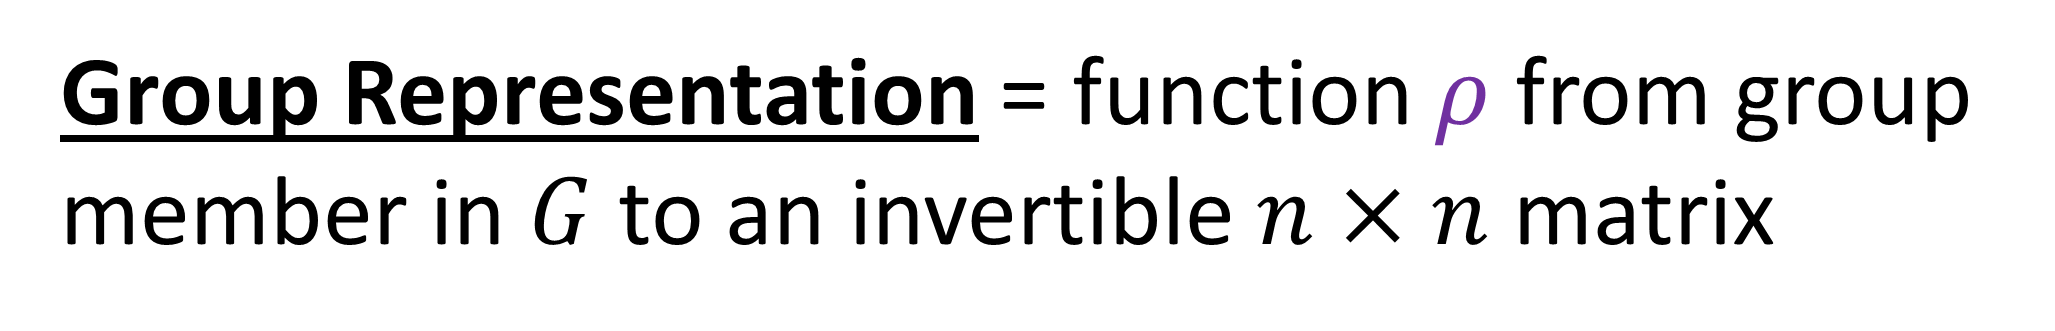 Group Representation = function ρ from group
member in G to an invertible n × n matrix